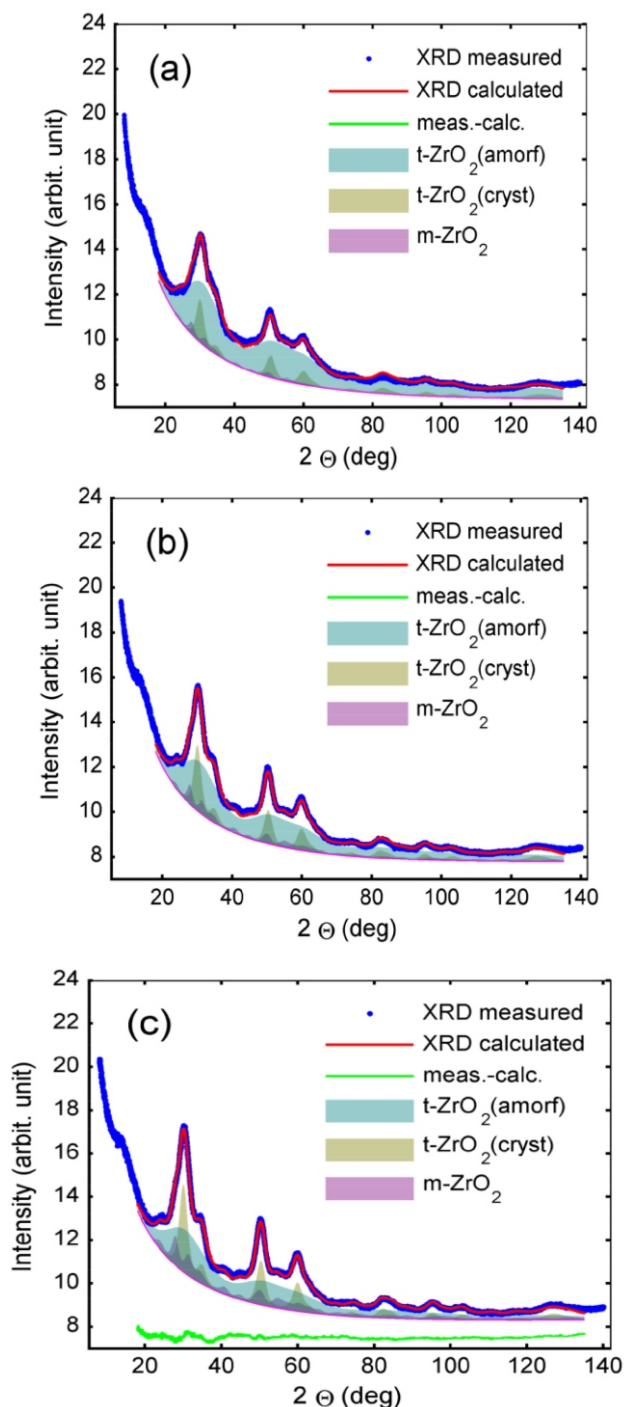 24
22
20
18
16
14
12
10
8
Intensity (arbit. unit)
(a)
XRD measured
XRD calculated
meas.-calc.
t-ZrO2(amorf)
t-ZrO2(cryst)
m-ZrO2
20 40 60 80 100 120 140
2 Θ (deg)
24
22
20
18
16
14
12
10
8
Intensity (arbit. unit)
(b)
XRD measured
XRD calculated
meas.-calc.
t-ZrO2(amorf)
t-ZrO2(cryst)
m-ZrO2
20 40 60 80 100 120 140
2 Θ (deg)
24
22
20
18
16
14
12
10
8
Intensity (arbit. unit)
(c)
XRD measured
XRD calculated
meas.-calc.
t-ZrO2(amorf)
t-ZrO2(cryst)
m-ZrO2
20 40 60 80 100 120 140
2 Θ (deg)